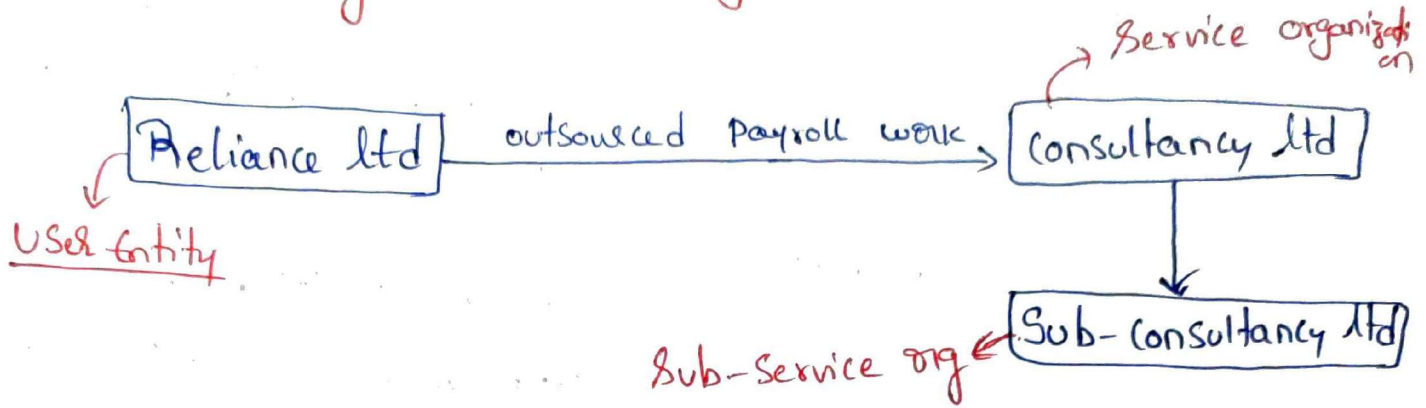 Service organization
Reliance ltd
outsourced Payroll work
Consultancy ltd
User Entity
Sub-Consultancy ltd
Sub-Service org